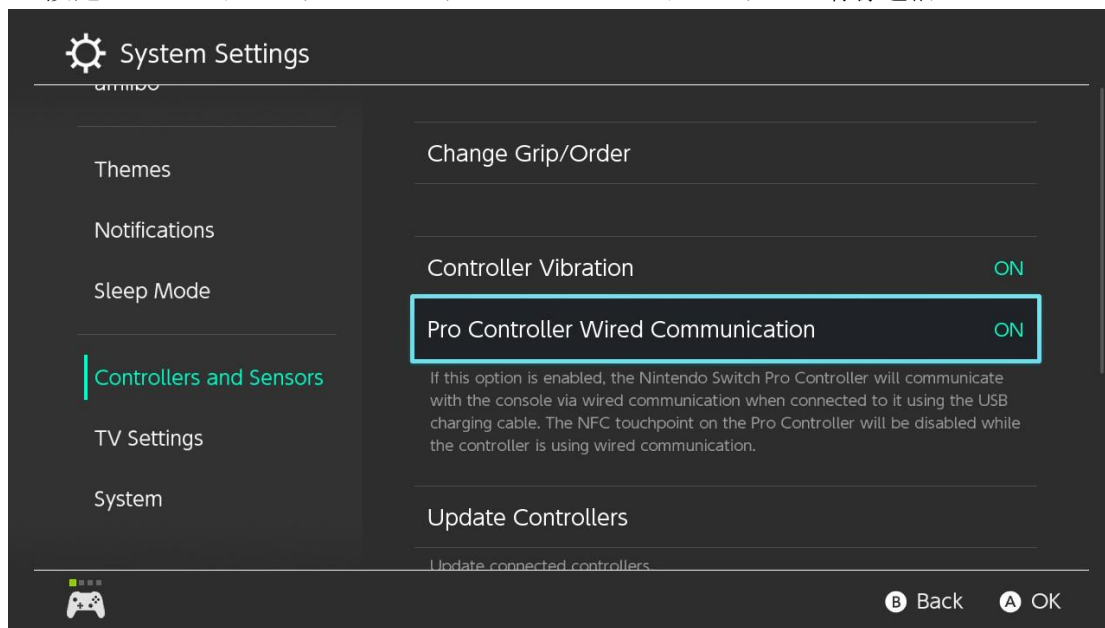 System Settings
amiibo
Themes
Notifications
Sleep Mode
Controllers and Sensors
TV Settings
System
Change Grip/Order
Controller Vibration ON
Pro Controller Wired Communication ON
If this option is enabled, the Nintendo Switch Pro Controller will communicate
with the console via wired communication when connected to it using the USB
charging cable. The NFC touchpoint on the Pro Controller will be disabled while
the controller is using wired communication.
Update Controllers
Update connected controllers.
B Back A OK